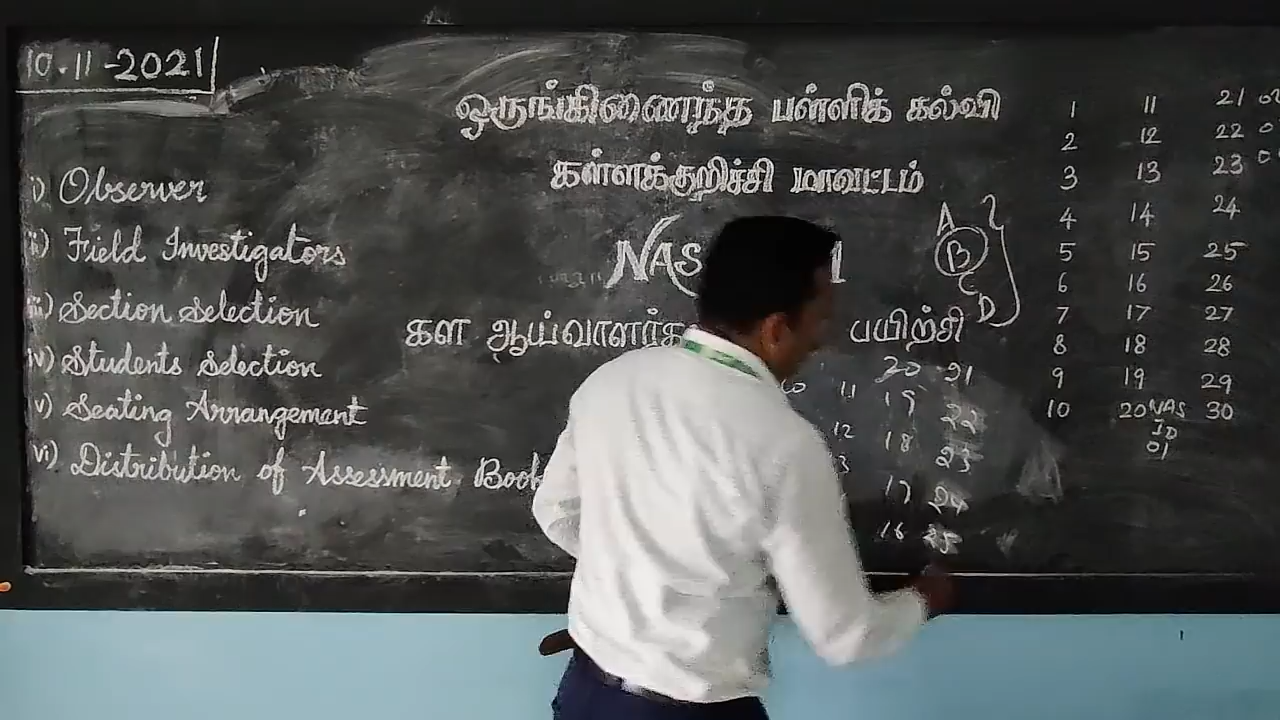 10.11-2021
ஒருங்கிணைந்த பள்ளிக் கல்வி
கள்ளக்குறிச்சி மாவட்டம்
NAS
பயிற்சி
i) Observer
ii) Field Investigators
iii) Section Selection
iv) Students Selection
v) Seating Arrangement
vi) Distribution of Assessment
கள
A
B
C
D
20 21
11 19 22
12 18 23
17 24
16 25
1 11 21
2 12 22
3 13 23
4 14 24
5 15 25
6 16 26
7 17 27
8 18 28
9 19 29
10 20 30
NAS
ID
01